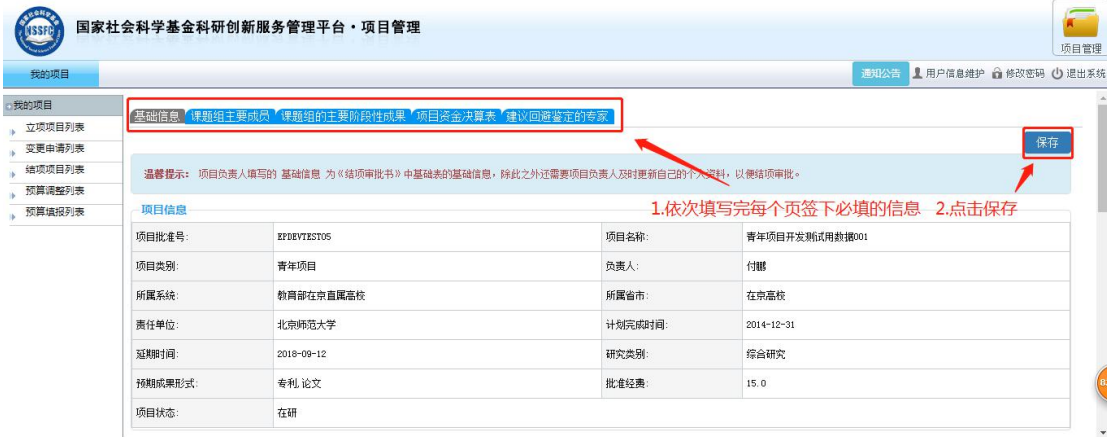 NSSFC
国家社会科学基金科研创新服务管理平台·项目管理
项目管理
我的项目
通知公告 用户信息维护 修改密码 退出系统
我的项目
立项项目列表
变更申请列表
结项项目列表
预算调整列表
预算填报列表
基础信息 课题组主要成员 课题组的主要阶段性成果 项目资金决算表 建议回避鉴定的专家
保存
温馨提示： 项目负责人填写的 基础信息 为《结项审批书》中基础表的基础信息，除此之外还需要项目负责人及时更新自己的个人资料，以便结项审批。
1.依次填写完每个页签下必填的信息 2.点击保存
项目信息
项目批准号: EPDEVTEST05 项目名称: 青年项目开发测试用数据001
项目类别: 青年项目 负责人: 付鹏
所属系统: 教育部在京直属高校 所属省市: 在京高校
责任单位: 北京师范大学 计划完成时间: 2014-12-31
延期时间: 2018-09-12 研究类别: 综合研究
预期成果形式: 专利,论文 批准经费: 15.0
项目状态: 在研